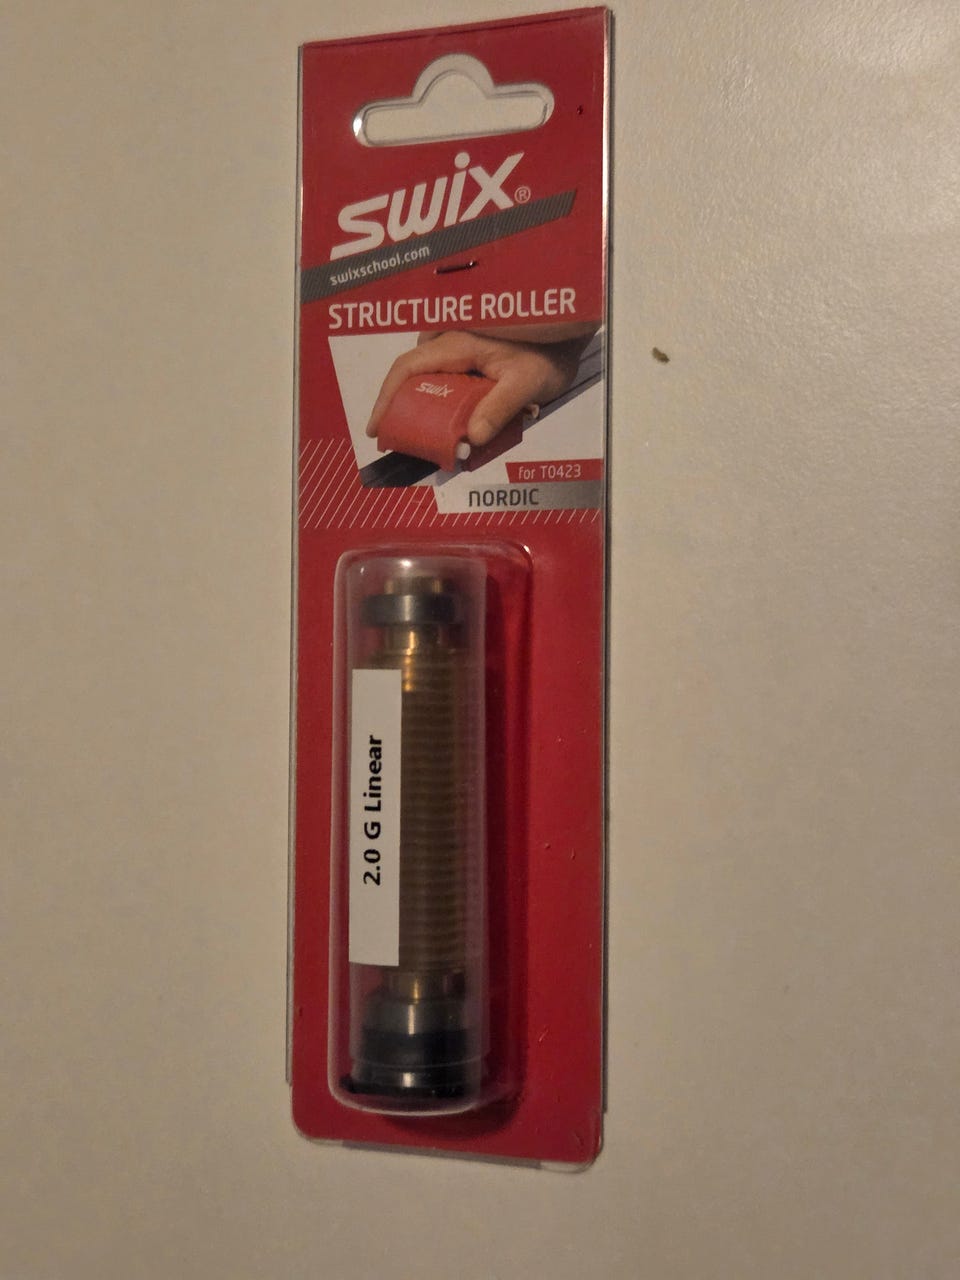 SWIX®
swixschool.com
STRUCTURE ROLLER
SWIX
for T0423
NORDIC
2.0 G Linear